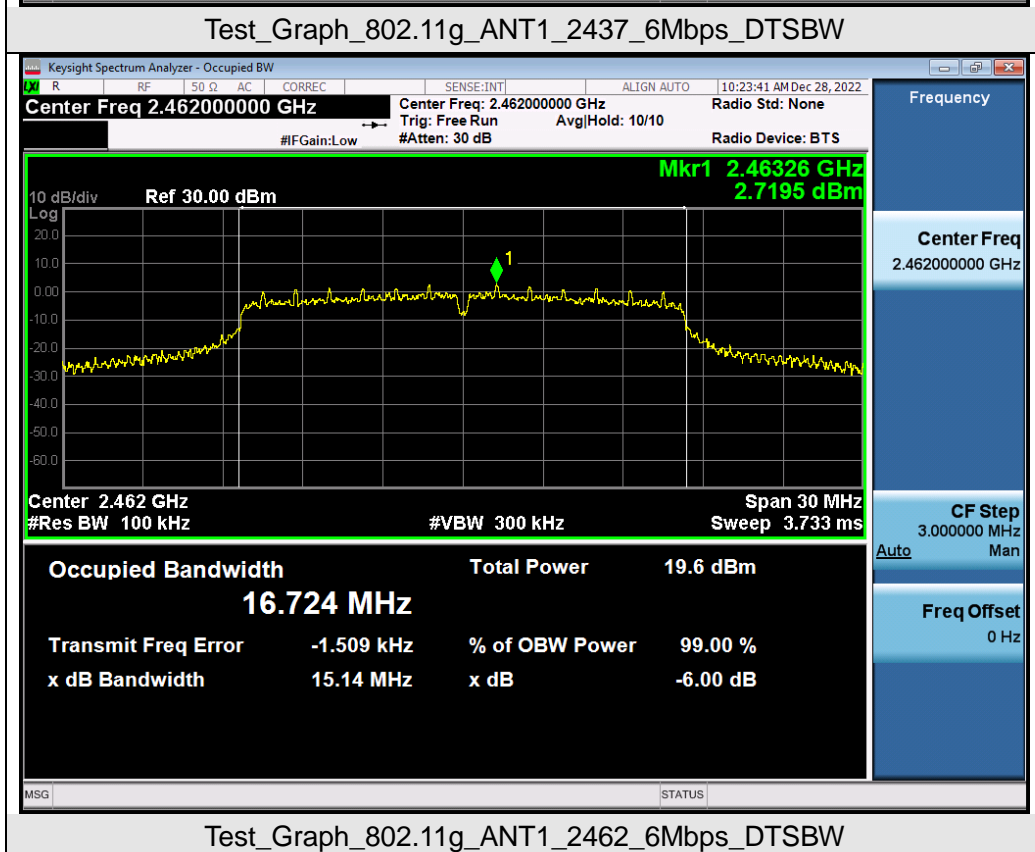 Test_Graph_802.11g_ANT1_2437_6Mbps_DTSBW
Keysight Spectrum Analyzer - Occupied BW
LXI R RF 50 Ω AC CORREC SENSE:INT ALIGN AUTO 10:23:41 AM Dec 28, 2022
Center Freq 2.462000000 GHz
Center Freq: 2.462000000 GHz
Radio Std: None
Trig: Free Run Avg|Hold: 10/10
#IFGain:Low #Atten: 30 dB
Radio Device: BTS
Frequency
Mkr1 2.46326 GHz
2.7195 dBm
10 dB/div Ref 30.00 dBm
Log
20.0
10.0
0.00
-10.0
-20.0
-30.0
-40.0
-50.0
-60.0
1
Center 2.462 GHz Span 30 MHz
#Res BW 100 kHz #VBW 300 kHz Sweep 3.733 ms
Center Freq
2.462000000 GHz
CF Step
3.000000 MHz
Auto Man
Freq Offset
0 Hz
Occupied Bandwidth Total Power 19.6 dBm
16.724 MHz
Transmit Freq Error -1.509 kHz % of OBW Power 99.00 %
x dB Bandwidth 15.14 MHz x dB -6.00 dB
MSG STATUS
Test_Graph_802.11g_ANT1_2462_6Mbps_DTSBW